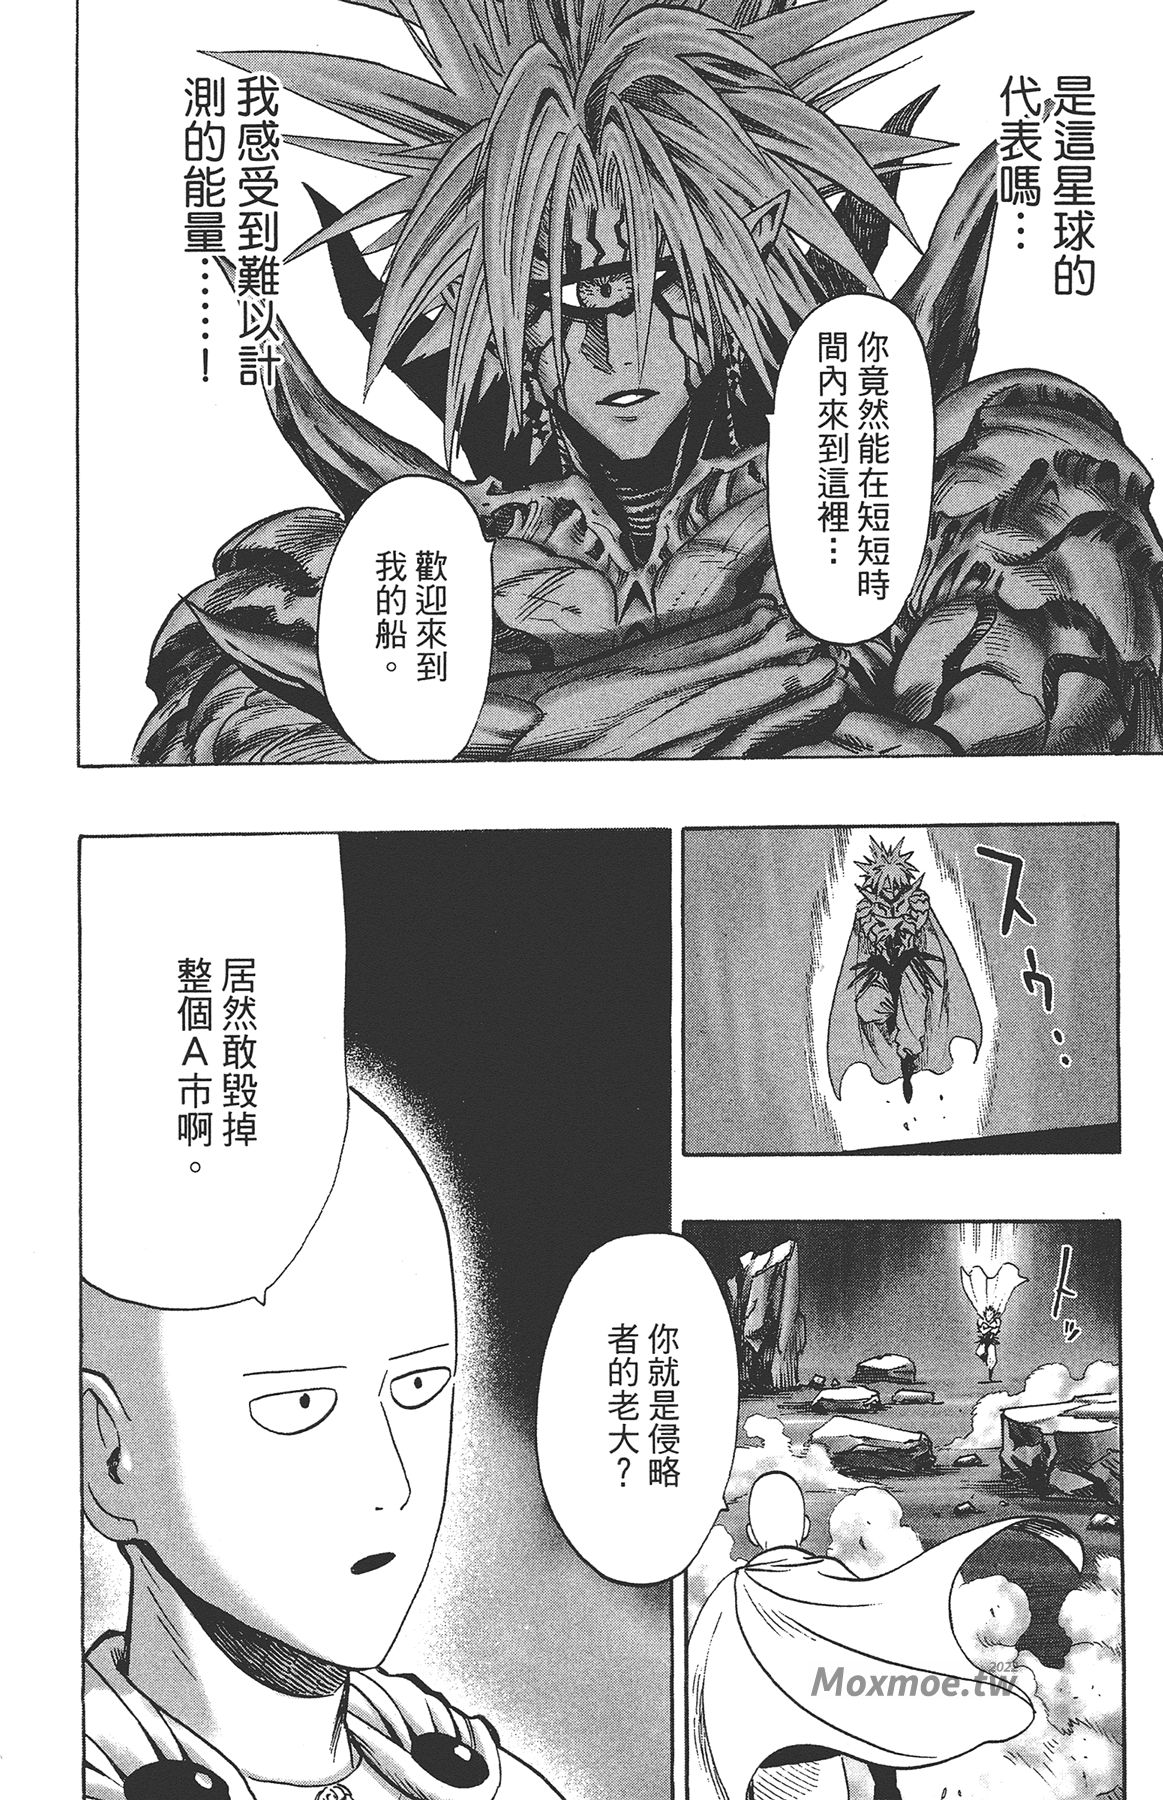 是這星球的
代表嗎…
你竟然能在短短時
間內來到這裡…
歡迎來到
我的船。
我感受到難以計
測的能量……！
スゥ…
トッ
你就是侵略
者的老大？
居然敢毀掉
整個A市啊。
2022
Moxmoe.tw